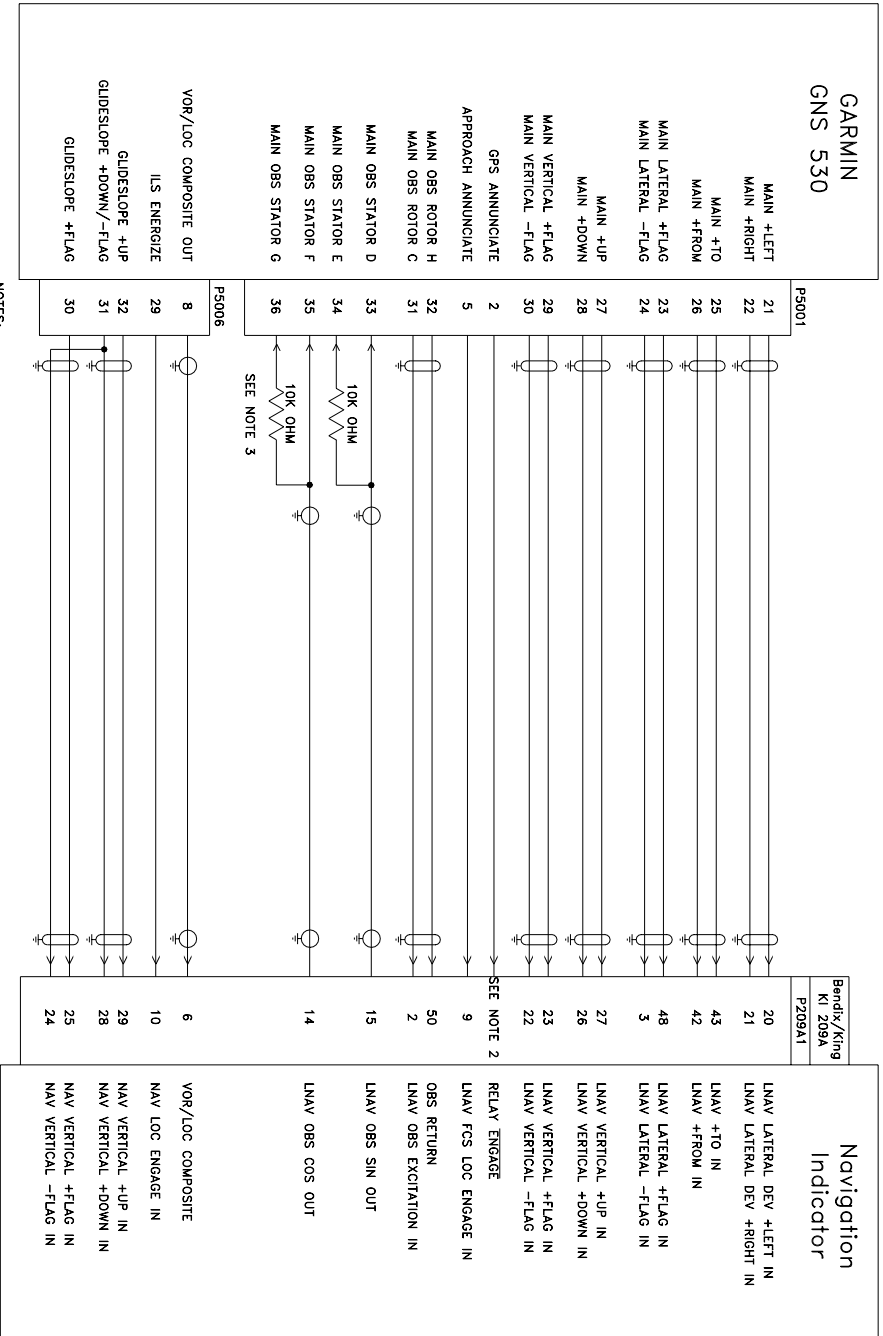 GARMIN
GNS 530
MAIN +LEFT
MAIN +RIGHT
MAIN +TO
MAIN +FROM
MAIN LATERAL +FLAG
MAIN LATERAL -FLAG
MAIN +UP
MAIN +DOWN
MAIN VERTICAL +FLAG
MAIN VERTICAL -FLAG
GPS ANNUNCIATE
APPROACH ANNUNCIATE
MAIN OBS ROTOR H
MAIN OBS ROTOR C
MAIN OBS STATOR D
MAIN OBS STATOR E
MAIN OBS STATOR F
MAIN OBS STATOR G
VOR/LOC COMPOSITE OUT
ILS ENERGIZE
GLIDESLOPE +UP
GLIDESLOPE +DOWN/-FLAG
GLIDESLOPE +FLAG
P5001
21
22
25
26
23
24
27
28
29
30
2
5
32
31
33
34
35
36
P5006
8
29
32
31
30
10K OHM
10K OHM
SEE NOTE 3
Bendix/King
KI 209A
P209A1
20
21
43
42
48
3
27
26
23
22
SEE NOTE 2
9
50
2
15
14
6
10
29
28
25
24
Navigation
Indicator
LNAV LATERAL DEV +LEFT IN
LNAV LATERAL DEV +RIGHT IN
LNAV +TO IN
LNAV +FROM IN
LNAV LATERAL +FLAG IN
LNAV LATERAL -FLAG IN
LNAV VERTICAL +UP IN
LNAV VERTICAL +DOWN IN
LNAV VERTICAL +FLAG IN
LNAV VERTICAL -FLAG IN
RELAY ENGAGE
LNAV FCS LOC ENGAGE IN
OBS RETURN
LNAV OBS EXCITATION IN
LNAV OBS SIN OUT
LNAV OBS COS OUT
VOR/LOC COMPOSITE
NAV LOC ENGAGE IN
NAV VERTICAL +UP IN
NAV VERTICAL +DOWN IN
NAV VERTICAL +FLAG IN
NAV VERTICAL -FLAG IN
NOTES: